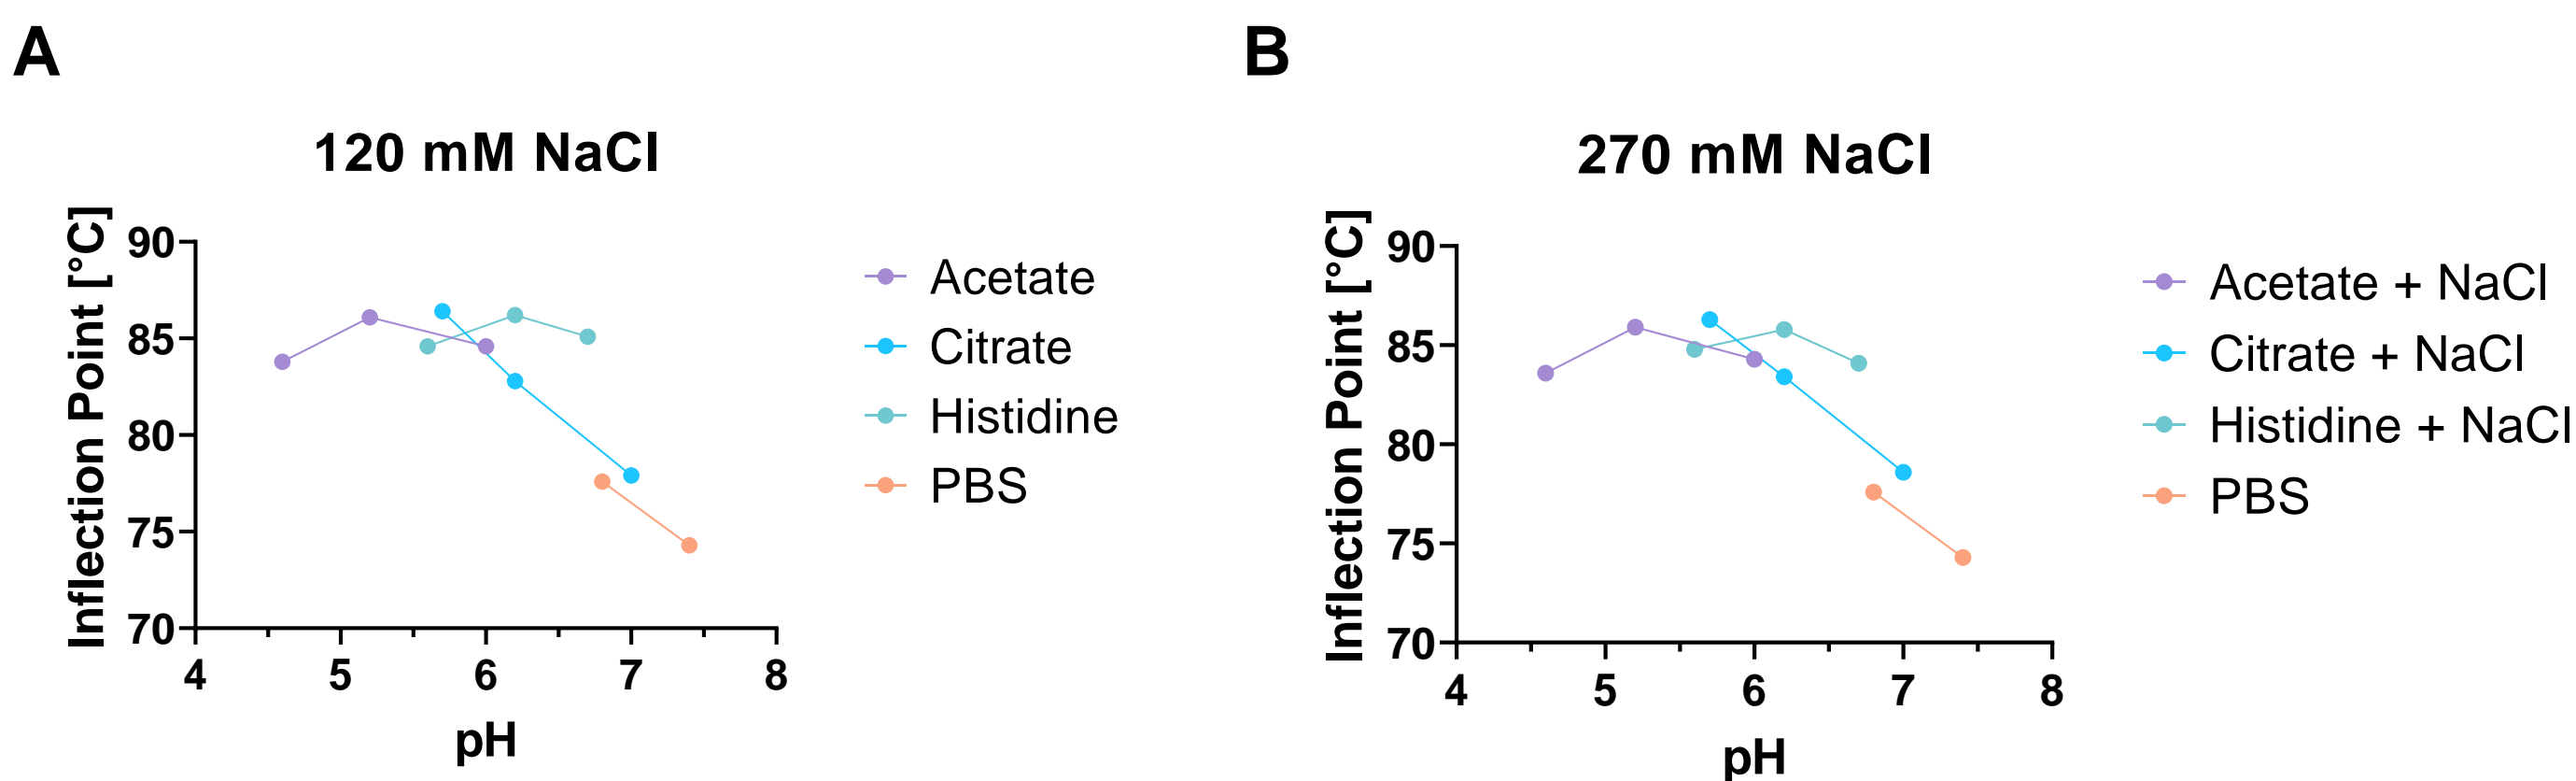 A
120 mM NaCl
Inflection Point [°C]
90
85
80
75
70
4 5 6 7 8
pH
Acetate
Citrate
Histidine
PBS
B
270 mM NaCl
Inflection Point [°C]
90
85
80
75
70
4 5 6 7 8
pH
Acetate + NaCl
Citrate + NaCl
Histidine + NaCl
PBS